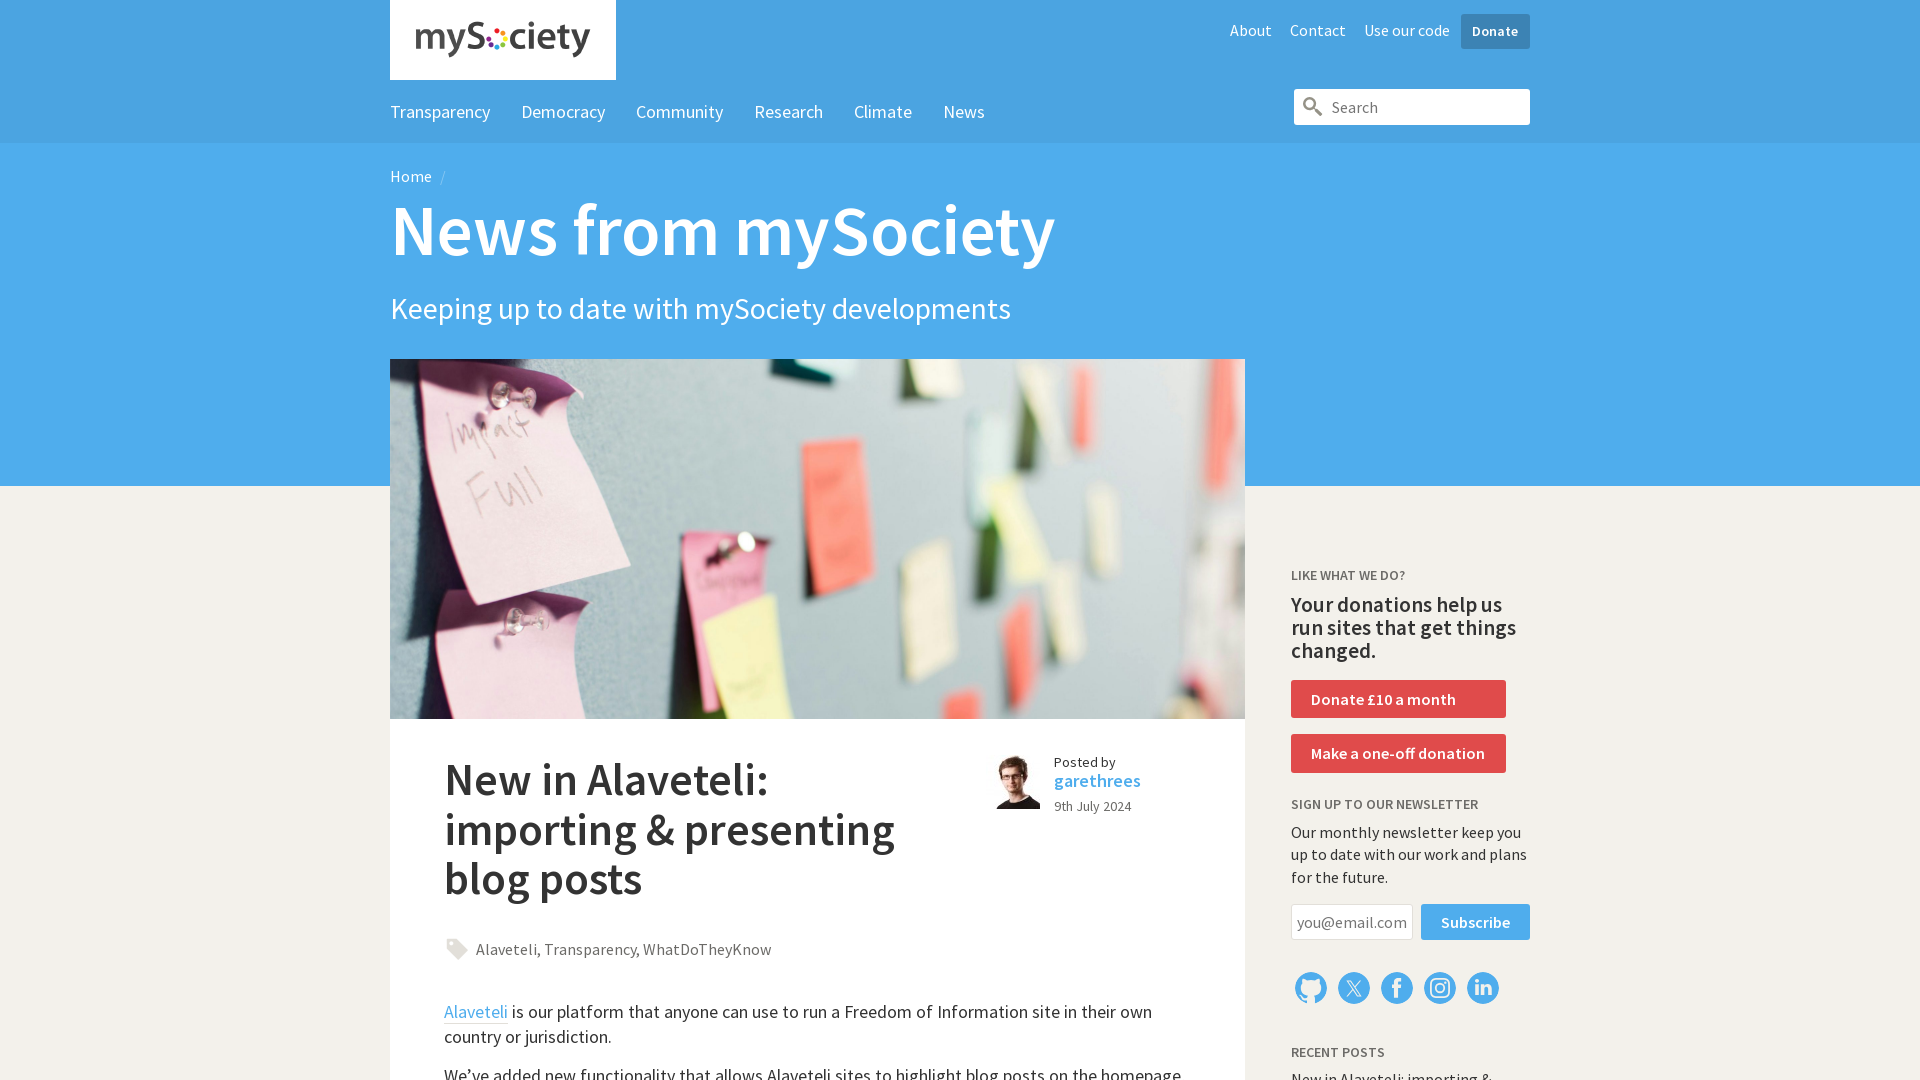 mySociety
About
Contact
Use our code
Donate
Transparency
Democracy
Community
Research
Climate
News
Search
Home /
News from mySociety
Keeping up to date with mySociety developments
Impact
Full
New in Alaveteli:
importing & presenting
blog posts
Posted by
garethrees
9th July 2024
Alaveteli, Transparency, WhatDoTheyKnow
Alaveteli is our platform that anyone can use to run a Freedom of Information site in their own
country or jurisdiction.
We’ve added new functionality that allows Alaveteli sites to highlight blog posts on the homepage
LIKE WHAT WE DO?
Your donations help us
run sites that get things
changed.
Donate £10 a month
Make a one-off donation
SIGN UP TO OUR NEWSLETTER
Our monthly newsletter keep you
up to date with our work and plans
for the future.
you@email.com
Subscribe
RECENT POSTS
New in Alaveteli: importing &